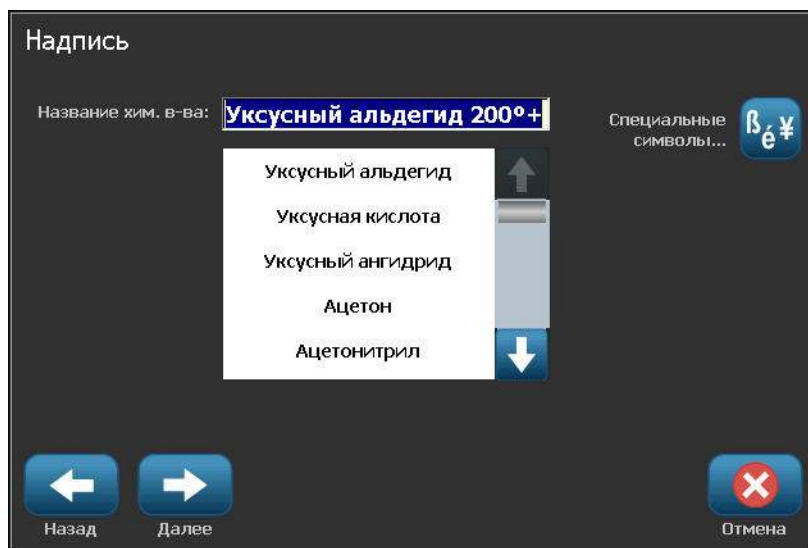 Надпись
Название хим. в-ва:
Уксусный альдегид 200º+
Специальные
символы...
ßé¥
Уксусный альдегид
Уксусная кислота
Уксусный ангидрид
Ацетон
Ацетонитрил
Назад
Далее
Отмена